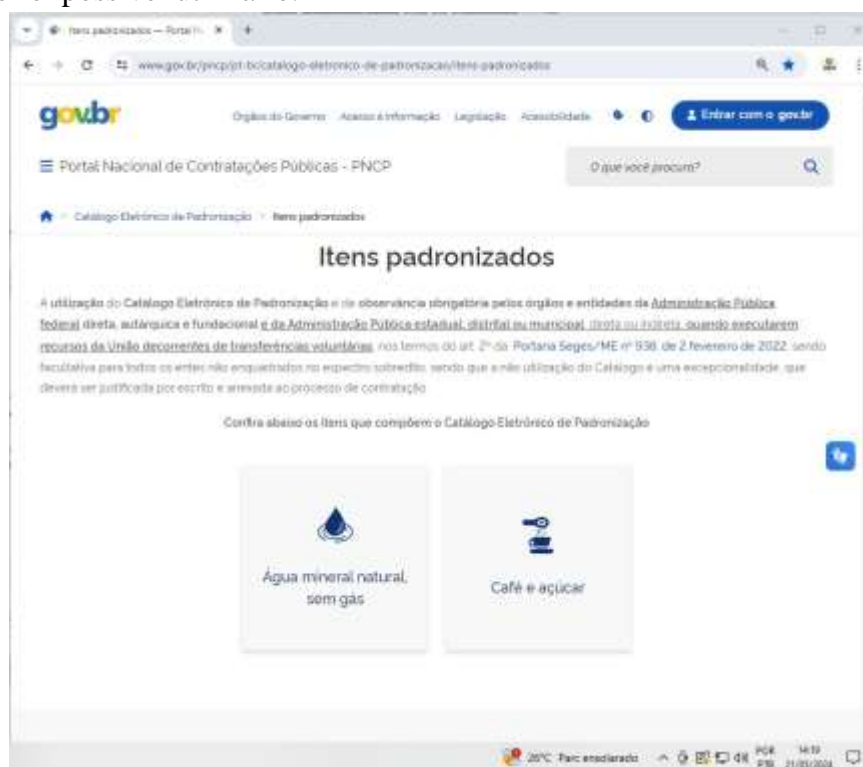 Itens padronizados — Portal N
www.gov.br/pncp/pt-br/catalogo-eletronico-de-padronizacao/itens-padronizados
gov.br
Órgãos do Governo Acesso à Informação Legislação Acessibilidade Entrar com o gov.br
Portal Nacional de Contratações Públicas - PNCP
O que você procura?
Catálogo Eletrônico de Padronização Itens padronizados
Itens padronizados
A utilização do Catálogo Eletrônico de Padronização é de observância obrigatória pelos órgãos e entidades da Administração Pública
federal direta, autárquica e fundacional e da Administração Pública estadual, distrital ou municipal, direta ou indireta, quando executarem
recursos da União decorrentes de transferências voluntárias, nos termos do art. 2º da Portaria Seges/ME nº 938, de 2 fevereiro de 2022, sendo
facultativa para todos os entes não enquadrados no espectro sobredito, sendo que a não utilização do Catálogo é uma excepcionalidade, que
deverá ser justificada por escrito e anexada ao processo de contratação.
Confira abaixo os itens que compõem o Catálogo Eletrônico de Padronização
Água mineral natural,
sem gás
Café e açúcar
26°C Parc ensolarado
POR 14:19
PTB 21/05/2024